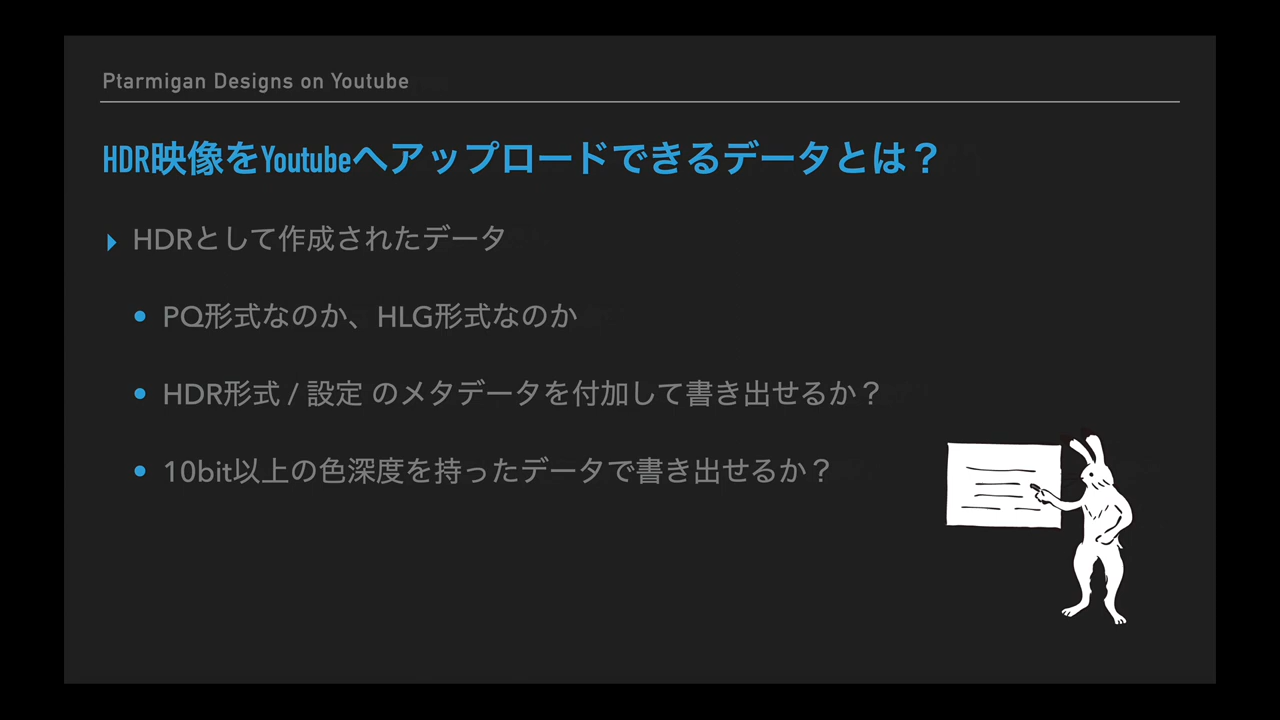 Ptarmigan Designs on Youtube
HDR映像をYoutubeへアップロードできるデータとは？
HDRとして作成されたデータ
PQ形式なのか、HLG形式なのか
HDR形式 / 設定 のメタデータを付加して書き出せるか？
10bit以上の色深度を持ったデータで書き出せるか？